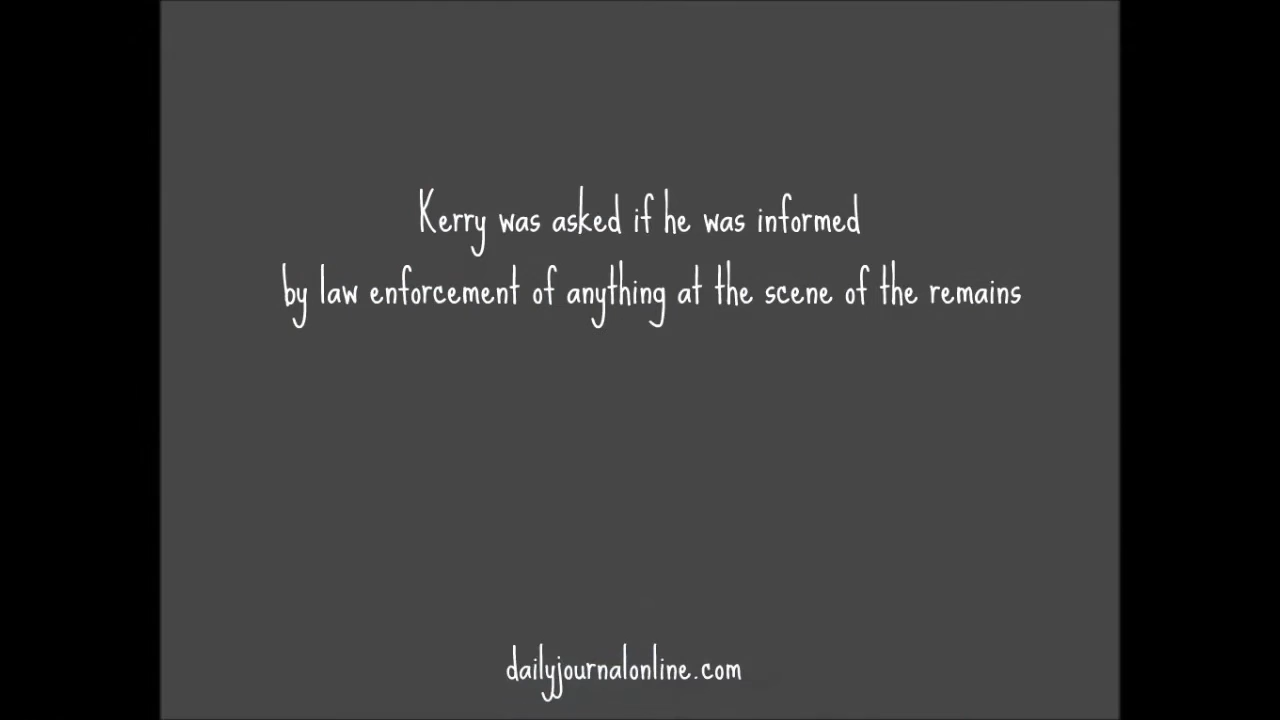 Kerry was asked if he was informed
by law enforcement of anything at the scene of the remains
dailyjournalonline.com